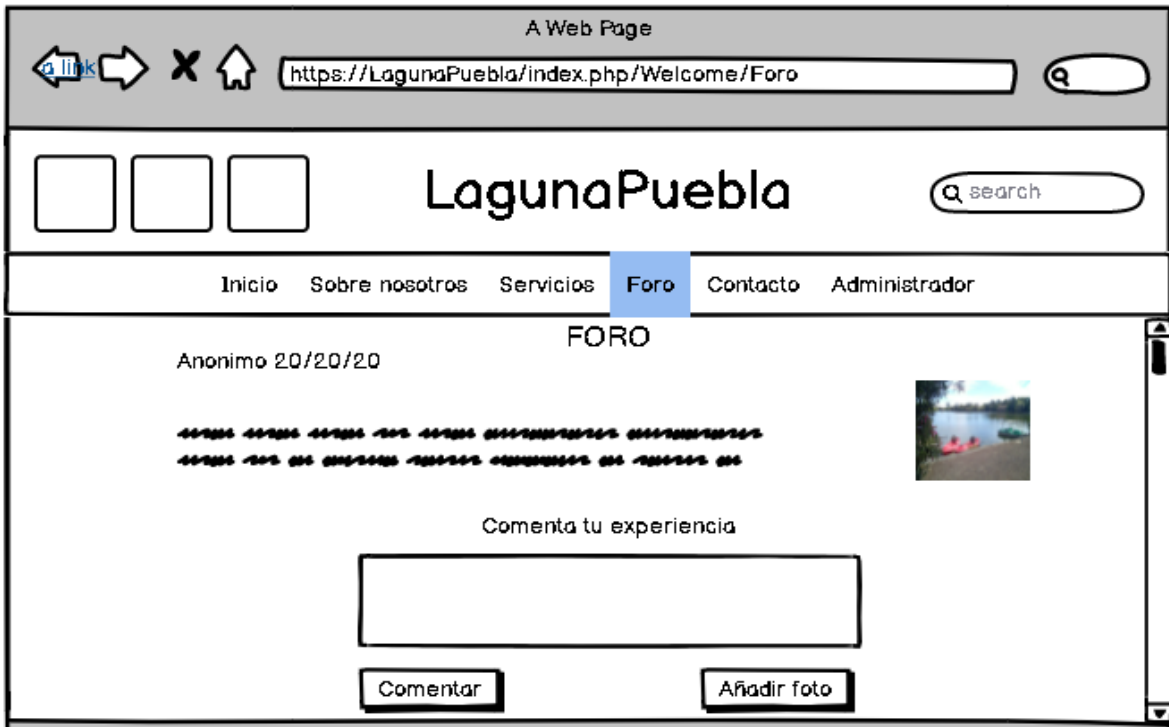 A Web Page
a link
https://LagunaPuebla/index.php/Welcome/Foro
LagunaPuebla
search
Inicio Sobre nosotros Servicios Foro Contacto Administrador
FORO
Anonimo 20/20/20
Comenta tu experiencia
Comentar Añadir foto